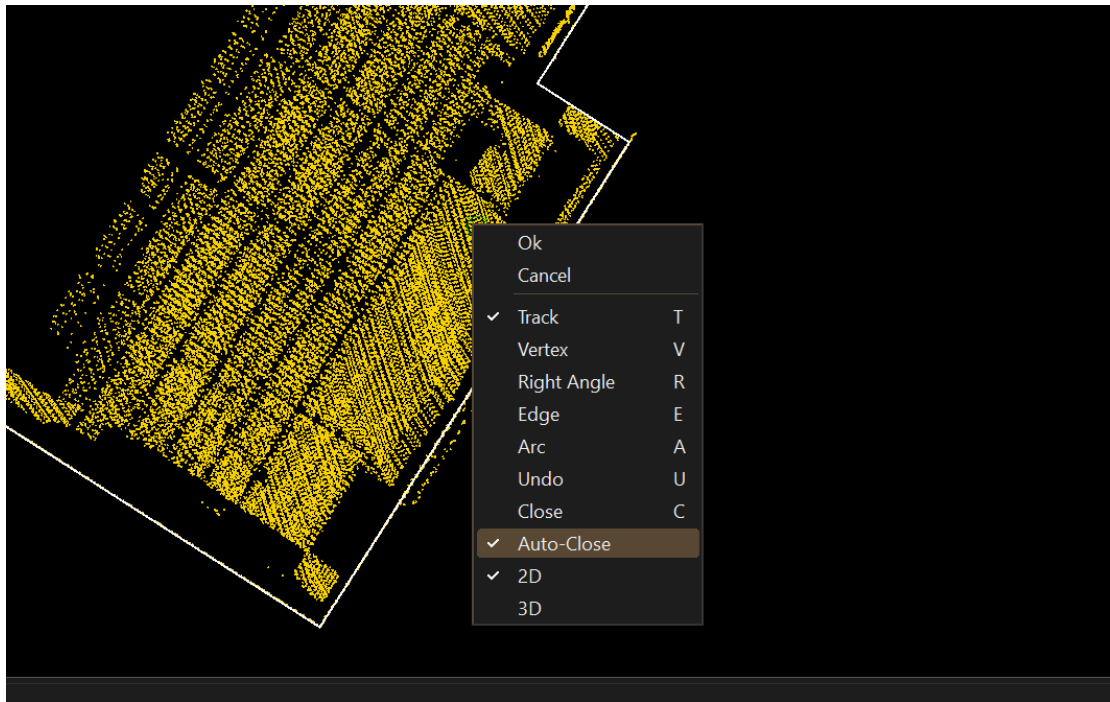 Ok
Cancel
Track T
Vertex V
Right Angle R
Edge E
Arc A
Undo U
Close C
Auto-Close
2D
3D